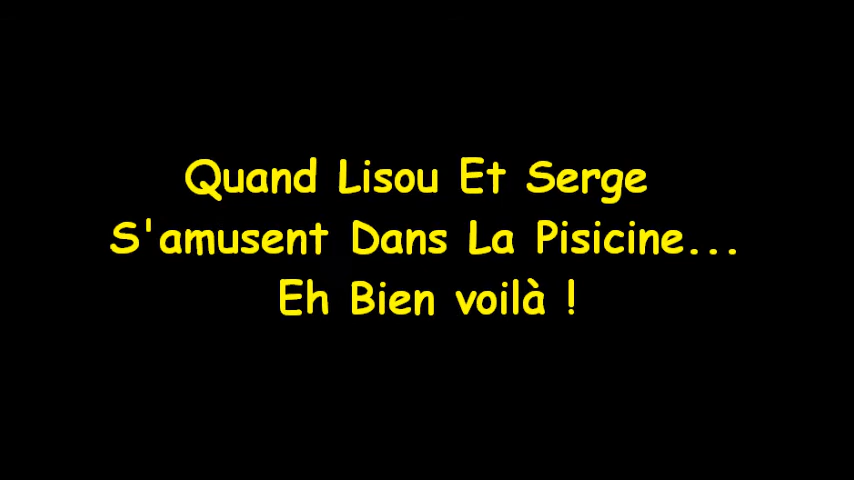 Quand Lisou Et Serge
S'amusent Dans La Pisicine...
Eh Bien voilà !